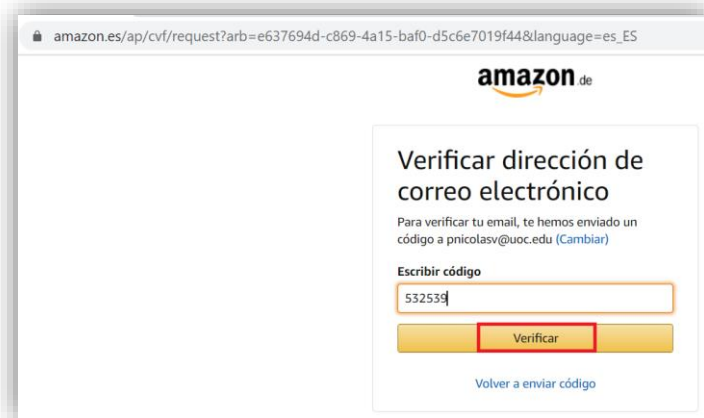 amazon.es/ap/cvf/request?arb=e637694d-c869-4a15-baf0-d5c6e7019f44&language=es_ES
amazon.de
Verificar dirección de
correo electrónico
Para verificar tu email, te hemos enviado un
código a pnicolasv@uoc.edu (Cambiar)
Escribir código
532539
Verificar
Volver a enviar código